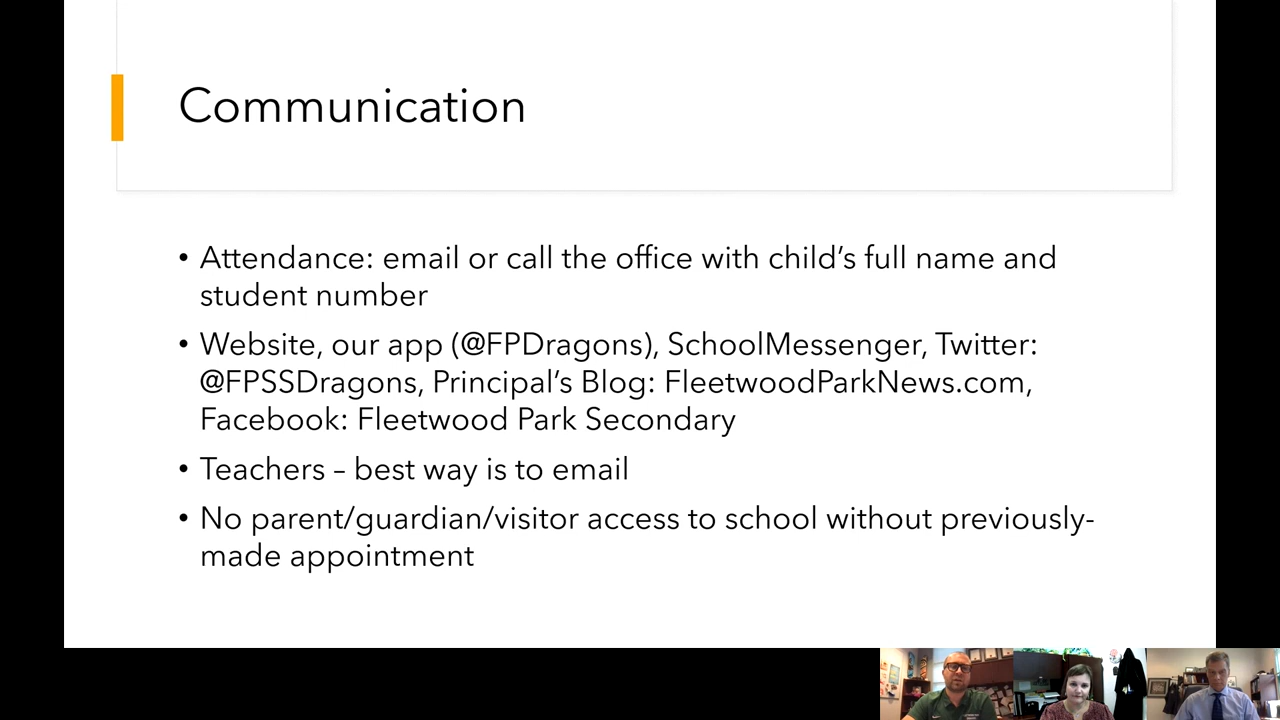 Communication
• Attendance: email or call the office with child’s full name and
student number
• Website, our app (@FPDragons), SchoolMessenger, Twitter:
@FPSSDragons, Principal’s Blog: FleetwoodParkNews.com,
Facebook: Fleetwood Park Secondary
• Teachers – best way is to email
• No parent/guardian/visitor access to school without previously-
made appointment